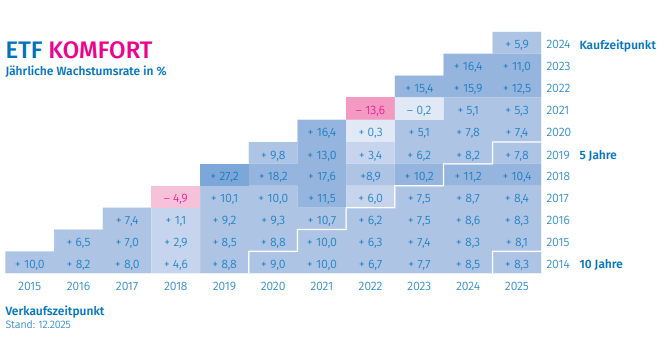 ETF KOMFORT
Jährliche Wachstumsrate in %
+ 5,9 2024 Kaufzeitpunkt
+ 16,4 + 11,0 2023
+ 15,4 + 15,9 + 12,5 2022
– 13,6 – 0,2 + 5,1 + 5,3 2021
+ 16,4 + 0,3 + 5,1 + 7,8 + 7,4 2020
+ 9,8 + 13,0 + 3,4 + 6,2 + 8,2 + 7,8 2019 5 Jahre
+ 27,2 + 18,2 + 17,6 +8,9 + 10,2 + 11,2 + 10,4 2018
– 4,9 + 10,1 + 10,0 + 11,5 + 6,0 + 7,5 + 8,7 + 8,4 2017
+ 7,4 + 1,1 + 9,2 + 9,3 + 10,7 + 6,2 + 7,5 + 8,6 + 8,3 2016
+ 6,5 + 7,0 + 2,9 + 8,5 + 8,8 + 10,0 + 6,3 + 7,4 + 8,3 + 8,1 2015
+ 10,0 + 8,2 + 8,0 + 4,6 + 8,8 + 9,0 + 10,0 + 6,7 + 7,7 + 8,5 + 8,3 2014 10 Jahre
2015 2016 2017 2018 2019 2020 2021 2022 2023 2024 2025
Verkaufszeitpunkt
Stand: 12.2025